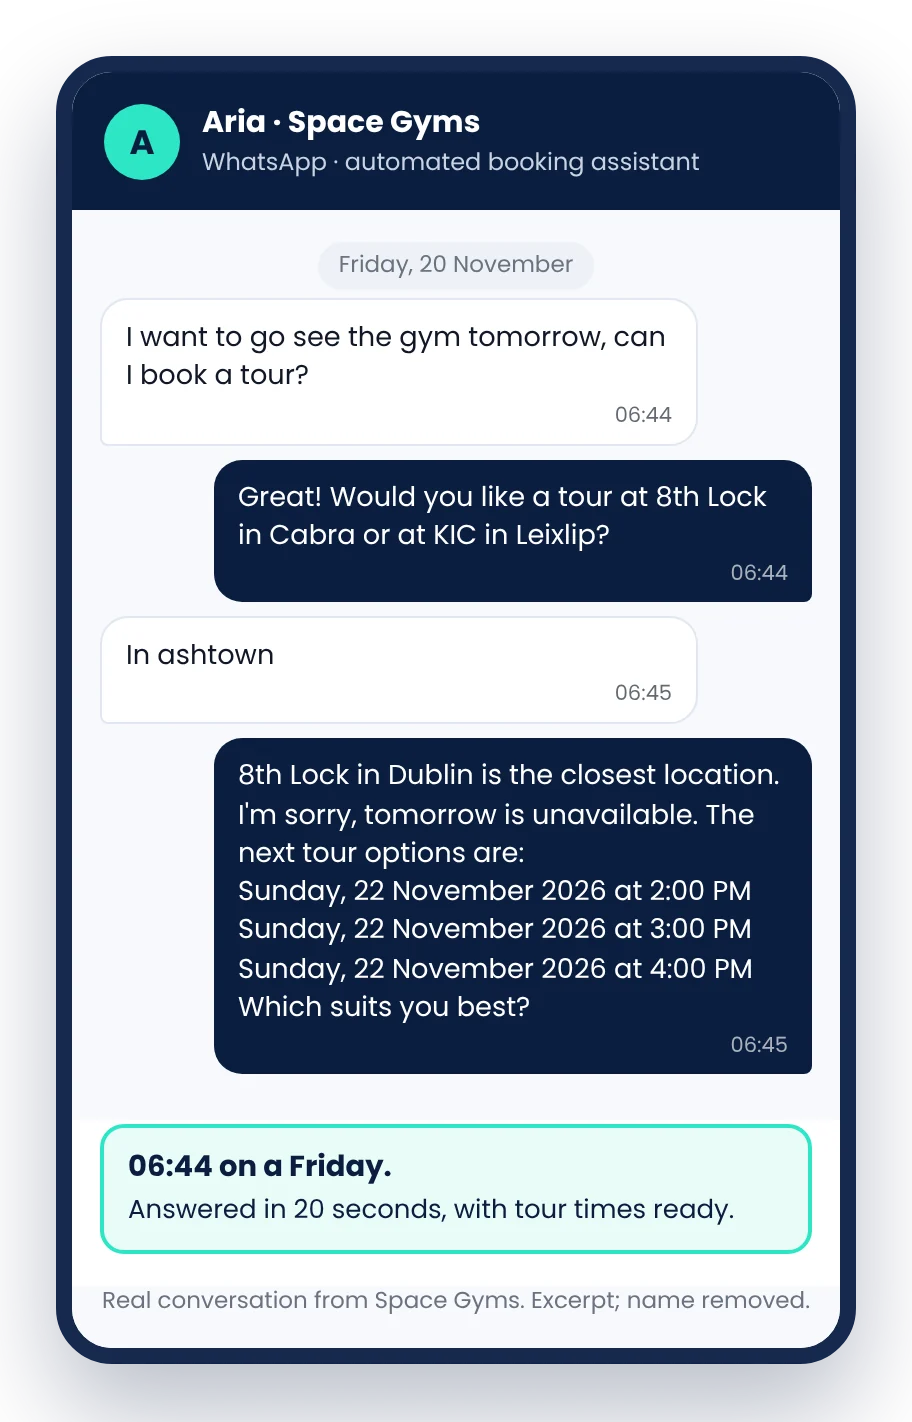 A
Aria · Space Gyms
WhatsApp · automated booking assistant
Friday, 20 November
I want to go see the gym tomorrow, can
I book a tour?
06:44
Great! Would you like a tour at 8th Lock
in Cabra or at KIC in Leixlip?
06:44
In ashtown
06:45
8th Lock in Dublin is the closest location.
I'm sorry, tomorrow is unavailable. The
next tour options are:
Sunday, 22 November 2026 at 2:00 PM
Sunday, 22 November 2026 at 3:00 PM
Sunday, 22 November 2026 at 4:00 PM
Which suits you best?
06:45
06:44 on a Friday.
Answered in 20 seconds, with tour times ready.
Real conversation from Space Gyms. Excerpt; name removed.